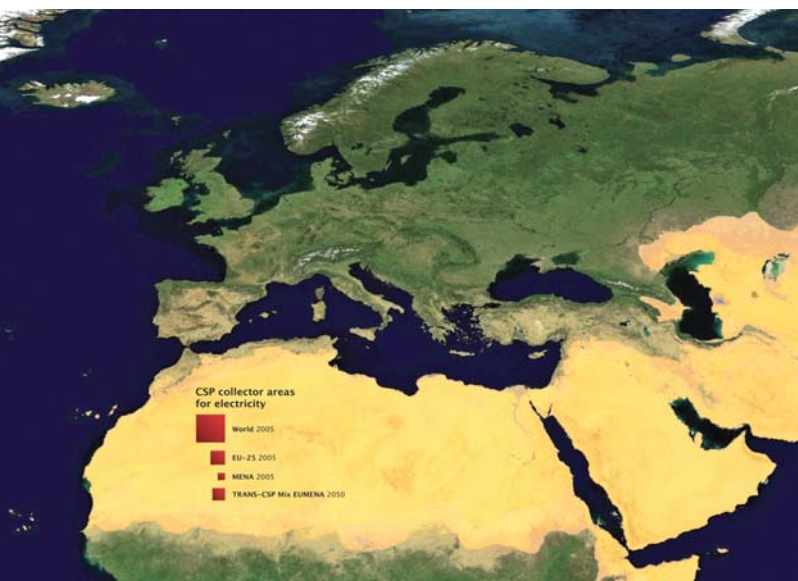 CSP collector areas
for electricity
World 2005
EU-25 2005
MENA 2005
TRANS-CSP Mix EUMENA 2050